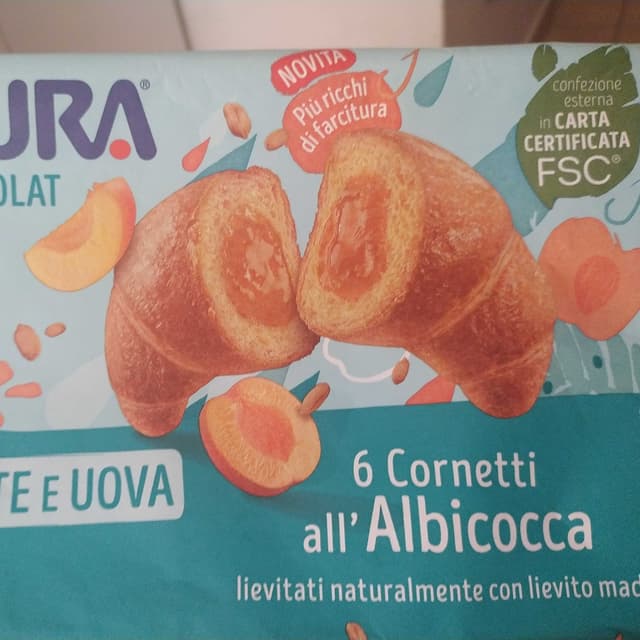 NOVITÀ
Più ricchi
di farcitura
confezione
esterna
in CARTA
CERTIFICATA
FSC®
URA®
OLAT
TE E UOVA
6 Cornetti
all'Albicocca
lievitati naturalmente con lievito mad